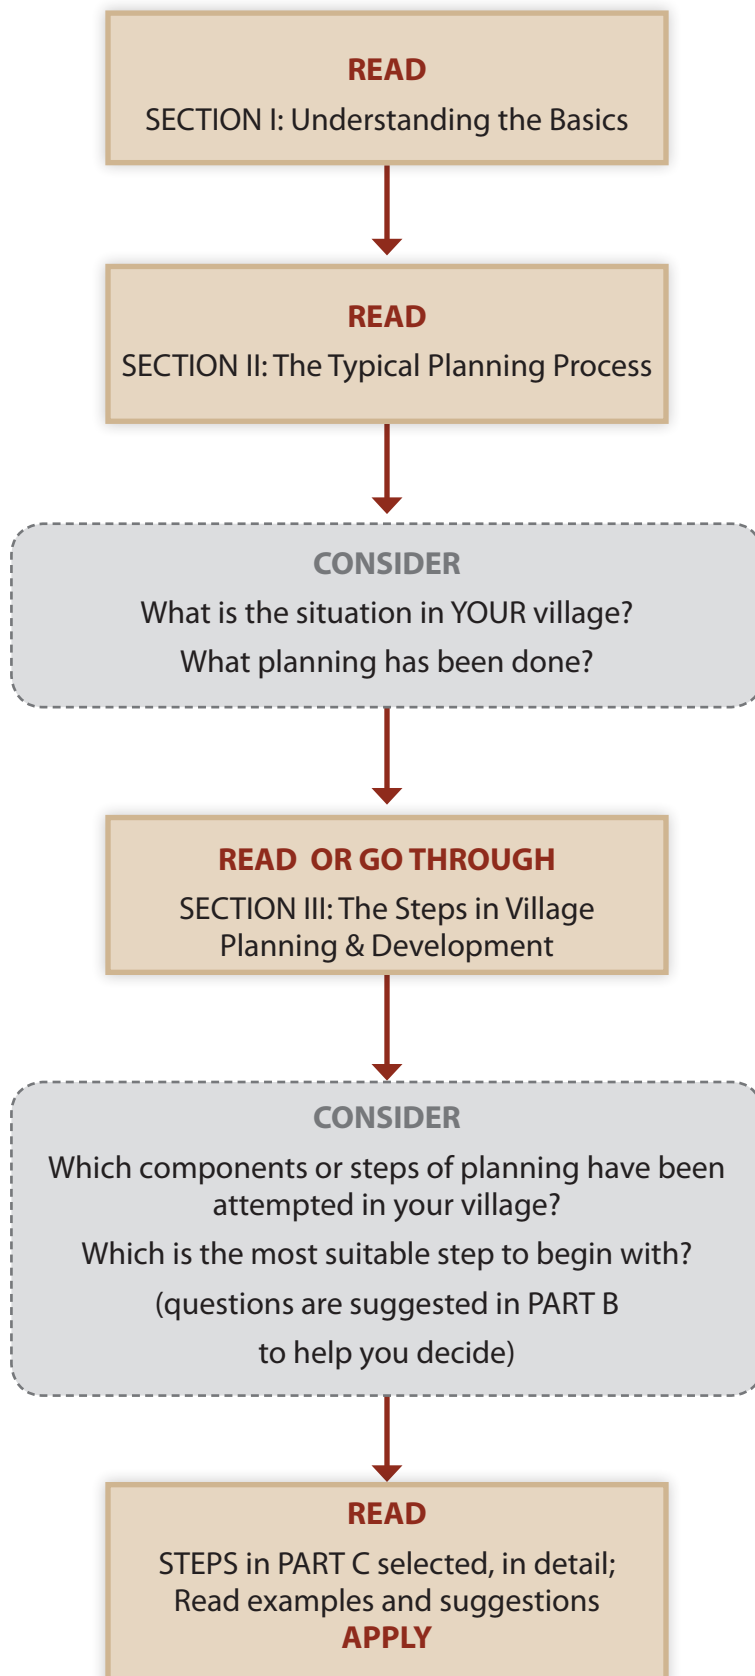 READ
SECTION I: Understanding the Basics
READ
SECTION II: The Typical Planning Process
CONSIDER
What is the situation in YOUR village?
What planning has been done?
READ OR GO THROUGH
SECTION III: The Steps in Village
Planning & Development
CONSIDER
Which components or steps of planning have been
attempted in your village?
Which is the most suitable step to begin with?
(questions are suggested in PART B
to help you decide)
READ
STEPS in PART C selected, in detail;
Read examples and suggestions
APPLY